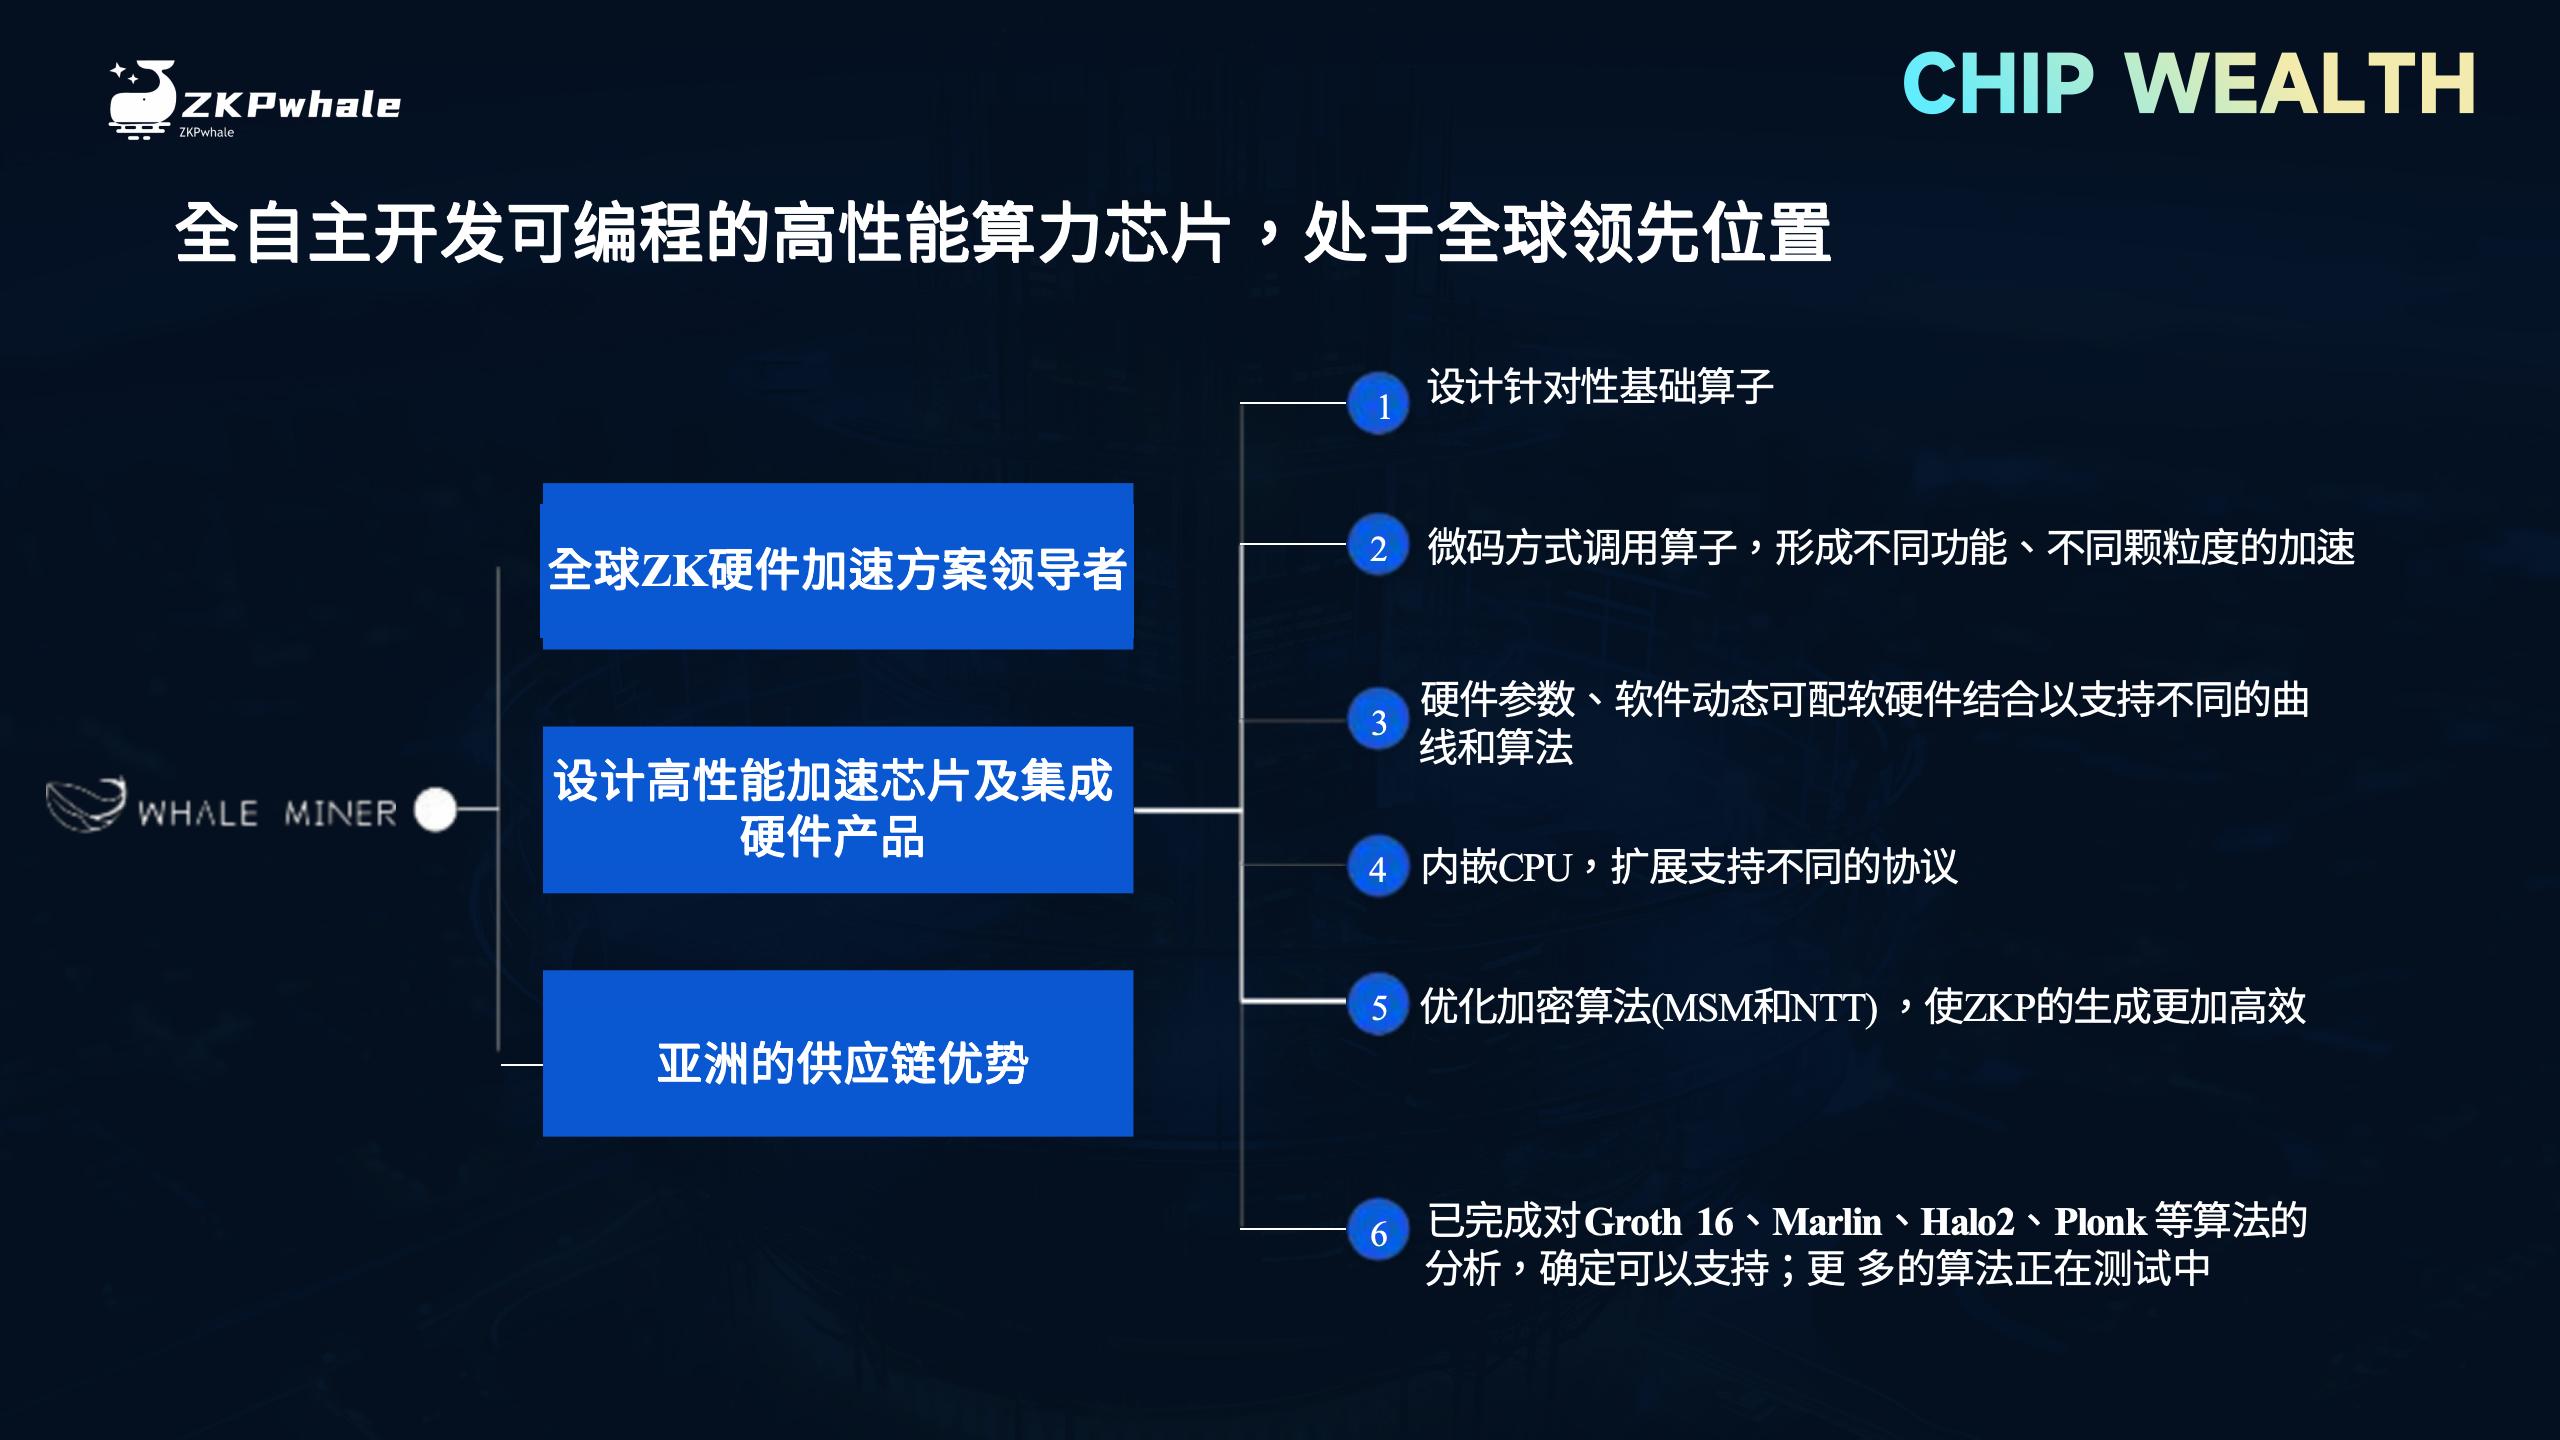 ZKPwhale
ZKPwhale
CHIP WEALTH
全自主开发可编程的高性能算力芯片，处于全球领先位置
WHALE MINER
全球ZK硬件加速方案领导者
设计高性能加速芯片及集成
硬件产品
亚洲的供应链优势
1 设计针对性基础算子
2 微码方式调用算子，形成不同功能、不同颗粒度的加速
3 硬件参数、软件动态可配软硬件结合以支持不同的曲
线和算法
4 内嵌CPU，扩展支持不同的协议
5 优化加密算法(MSM和NTT)，使ZKP的生成更加高效
6 已完成对Groth 16、Marlin、Halo2、Plonk 等算法的
分析，确定可以支持；更 多的算法正在测试中